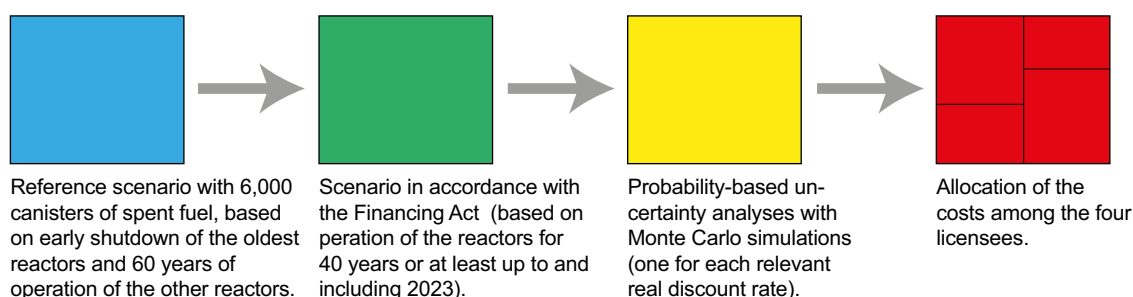 Reference scenario with 6,000
canisters of spent fuel, based
on early shutdown of the oldest
reactors and 60 years of
operation of the other reactors.
Scenario in accordance with
the Financing Act (based on
peration of the reactors for
40 years or at least up to and
including 2023).
Probability-based un-
certainty analyses with
Monte Carlo simulations
(one for each relevant
real discount rate).
Allocation of the
costs among the four
licensees.